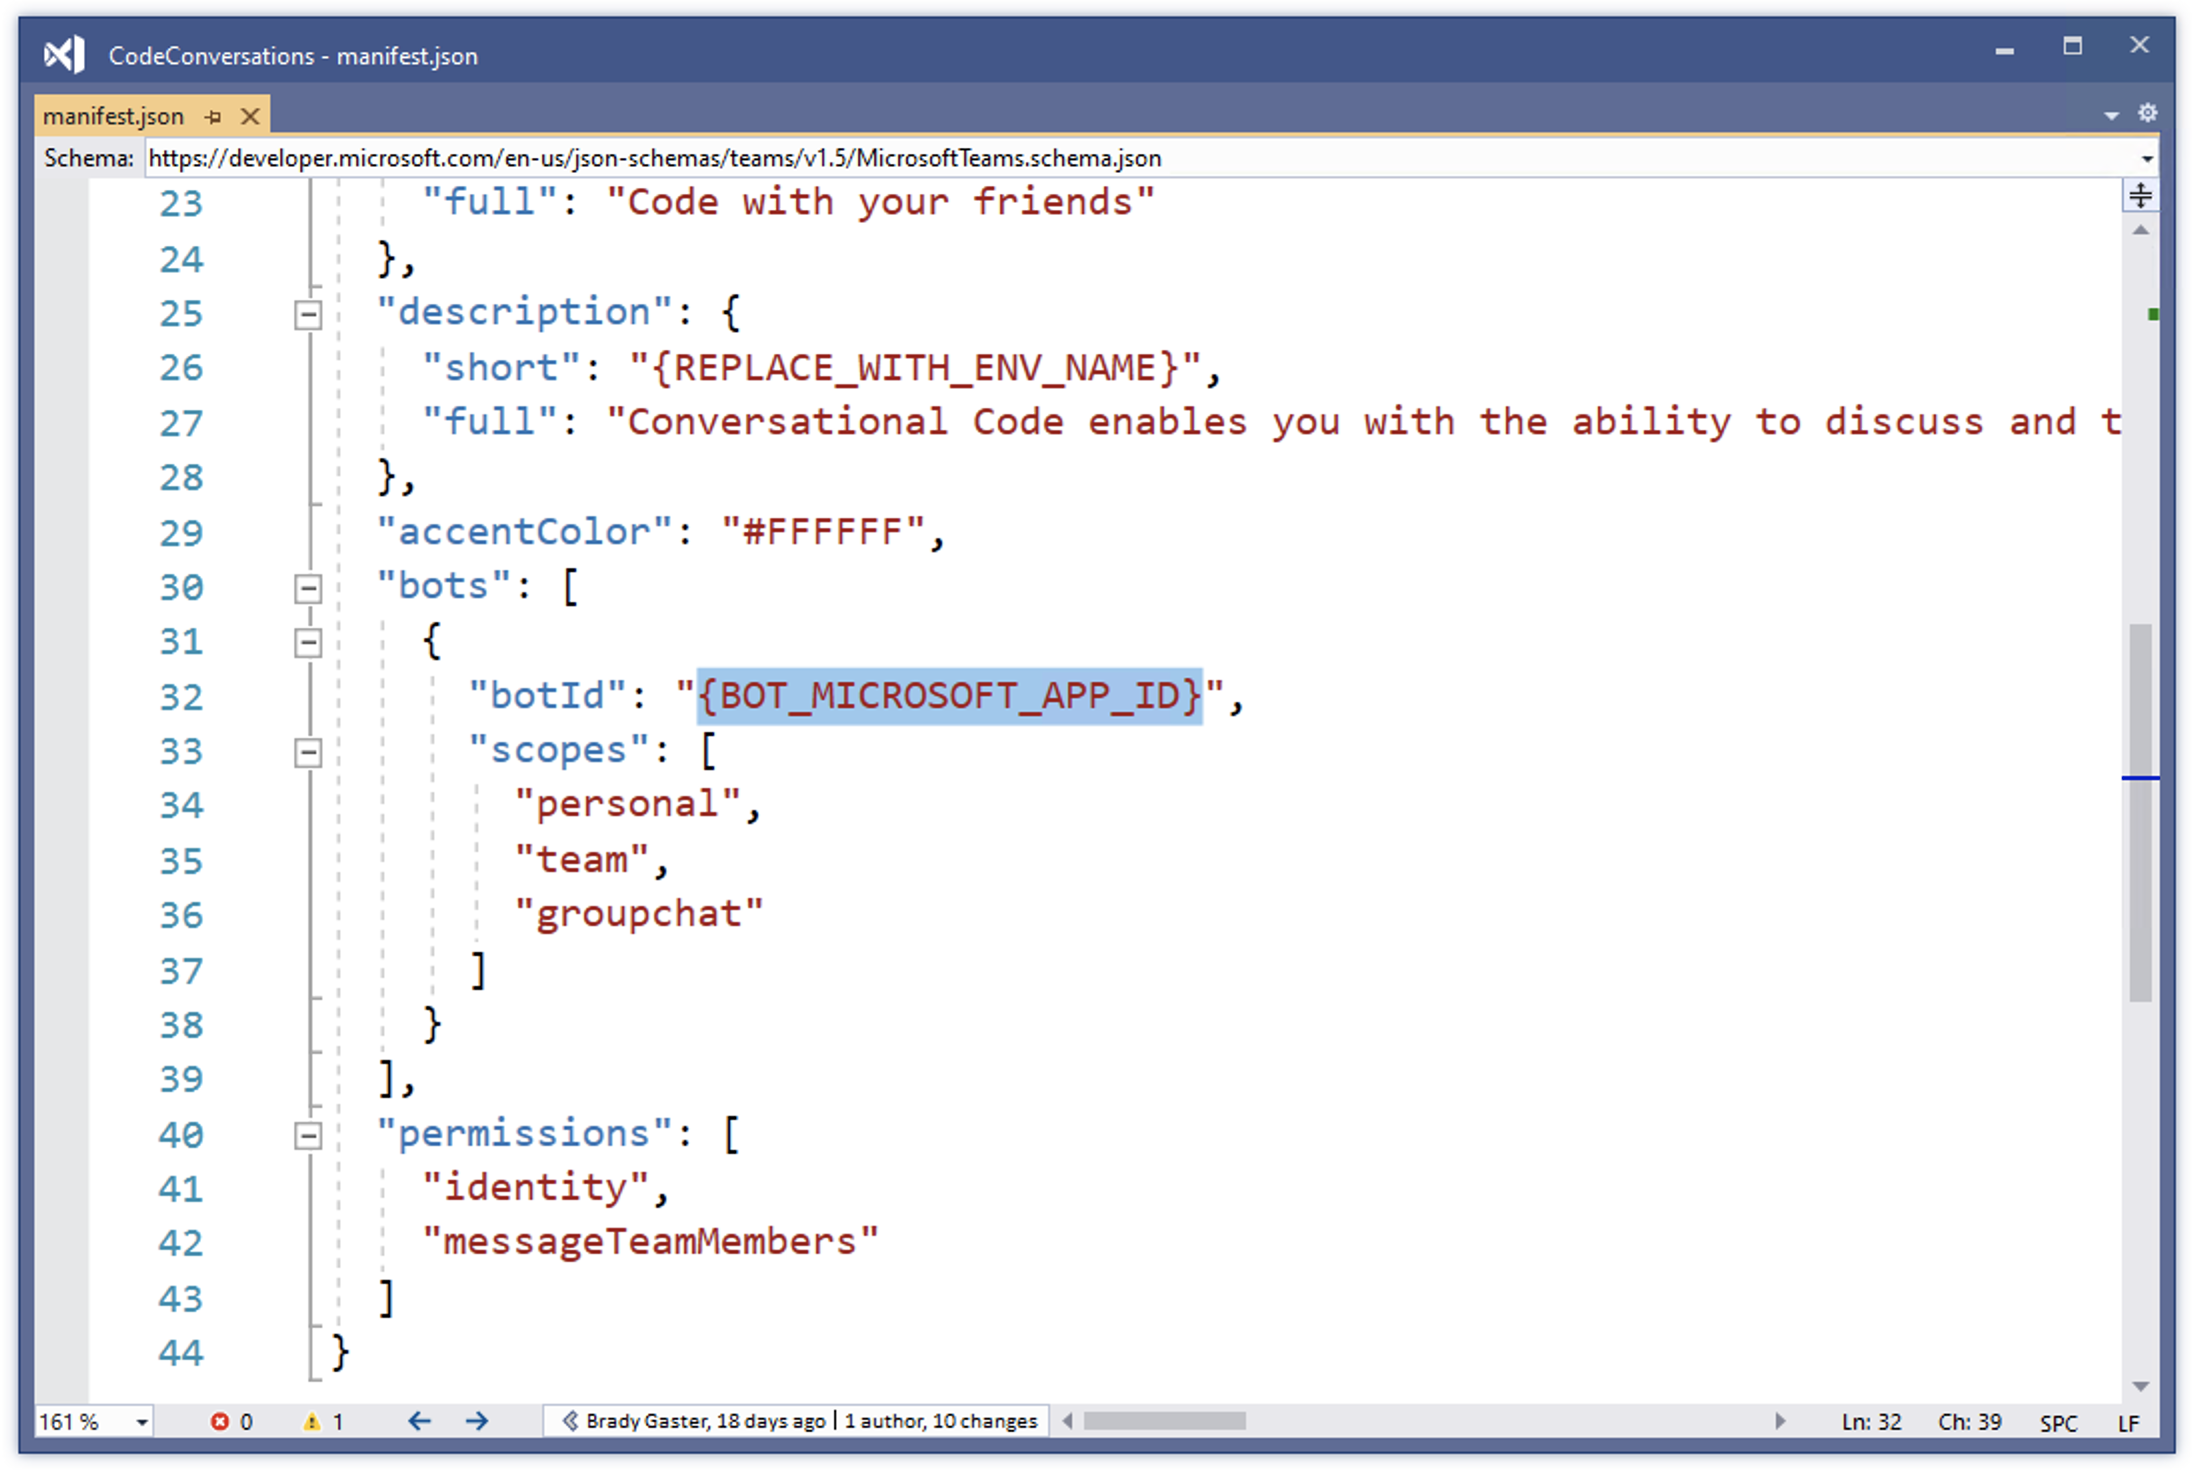 CodeConversations - manifest.json
manifest.json
Schema: https://developer.microsoft.com/en-us/json-schemas/teams/v1.5/MicrosoftTeams.schema.json
23 "full": "Code with your friends"
24 },
25 "description": {
26 "short": "{REPLACE_WITH_ENV_NAME}",
27 "full": "Conversational Code enables you with the ability to discuss and t
28 },
29 "accentColor": "#FFFFFF",
30 "bots": [
31 {
32 "botId": "{BOT_MICROSOFT_APP_ID}",
33 "scopes": [
34 "personal",
35 "team",
36 "groupchat"
37 ]
38 }
39 ],
40 "permissions": [
41 "identity",
42 "messageTeamMembers"
43 ]
44 }
161 % 0 1 Brady Gaster, 18 days ago | 1 author, 10 changes Ln: 32 Ch: 39 SPC LF